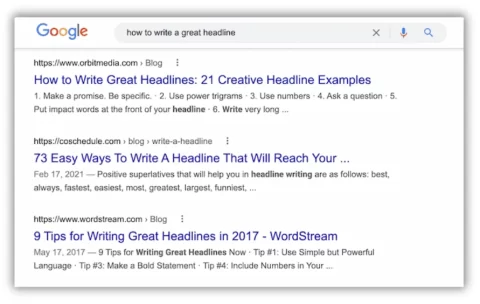 Google
how to write a great headline
https://www.orbitmedia.com › Blog
How to Write Great Headlines: 21 Creative Headline Examples
1. Make a promise. Be specific. · 2. Use power trigrams · 3. Use numbers · 4. Ask a question · 5.
Put impact words at the front of your headline · 6. Write very long ...
https://coschedule.com › blog › write-a-headline
73 Easy Ways To Write A Headline That Will Reach Your ...
Feb 17, 2021 — Positive superlatives that will help you in headline writing are as follows: best,
always, fastest, easiest, most, greatest, largest, funniest, ...
https://www.wordstream.com › Blog
9 Tips for Writing Great Headlines in 2017 - WordStream
May 17, 2017 — 9 Tips for Writing Great Headlines Now · Tip #1: Use Simple but Powerful
Language · Tip #3: Make a Bold Statement · Tip #4: Include Numbers in Your ...